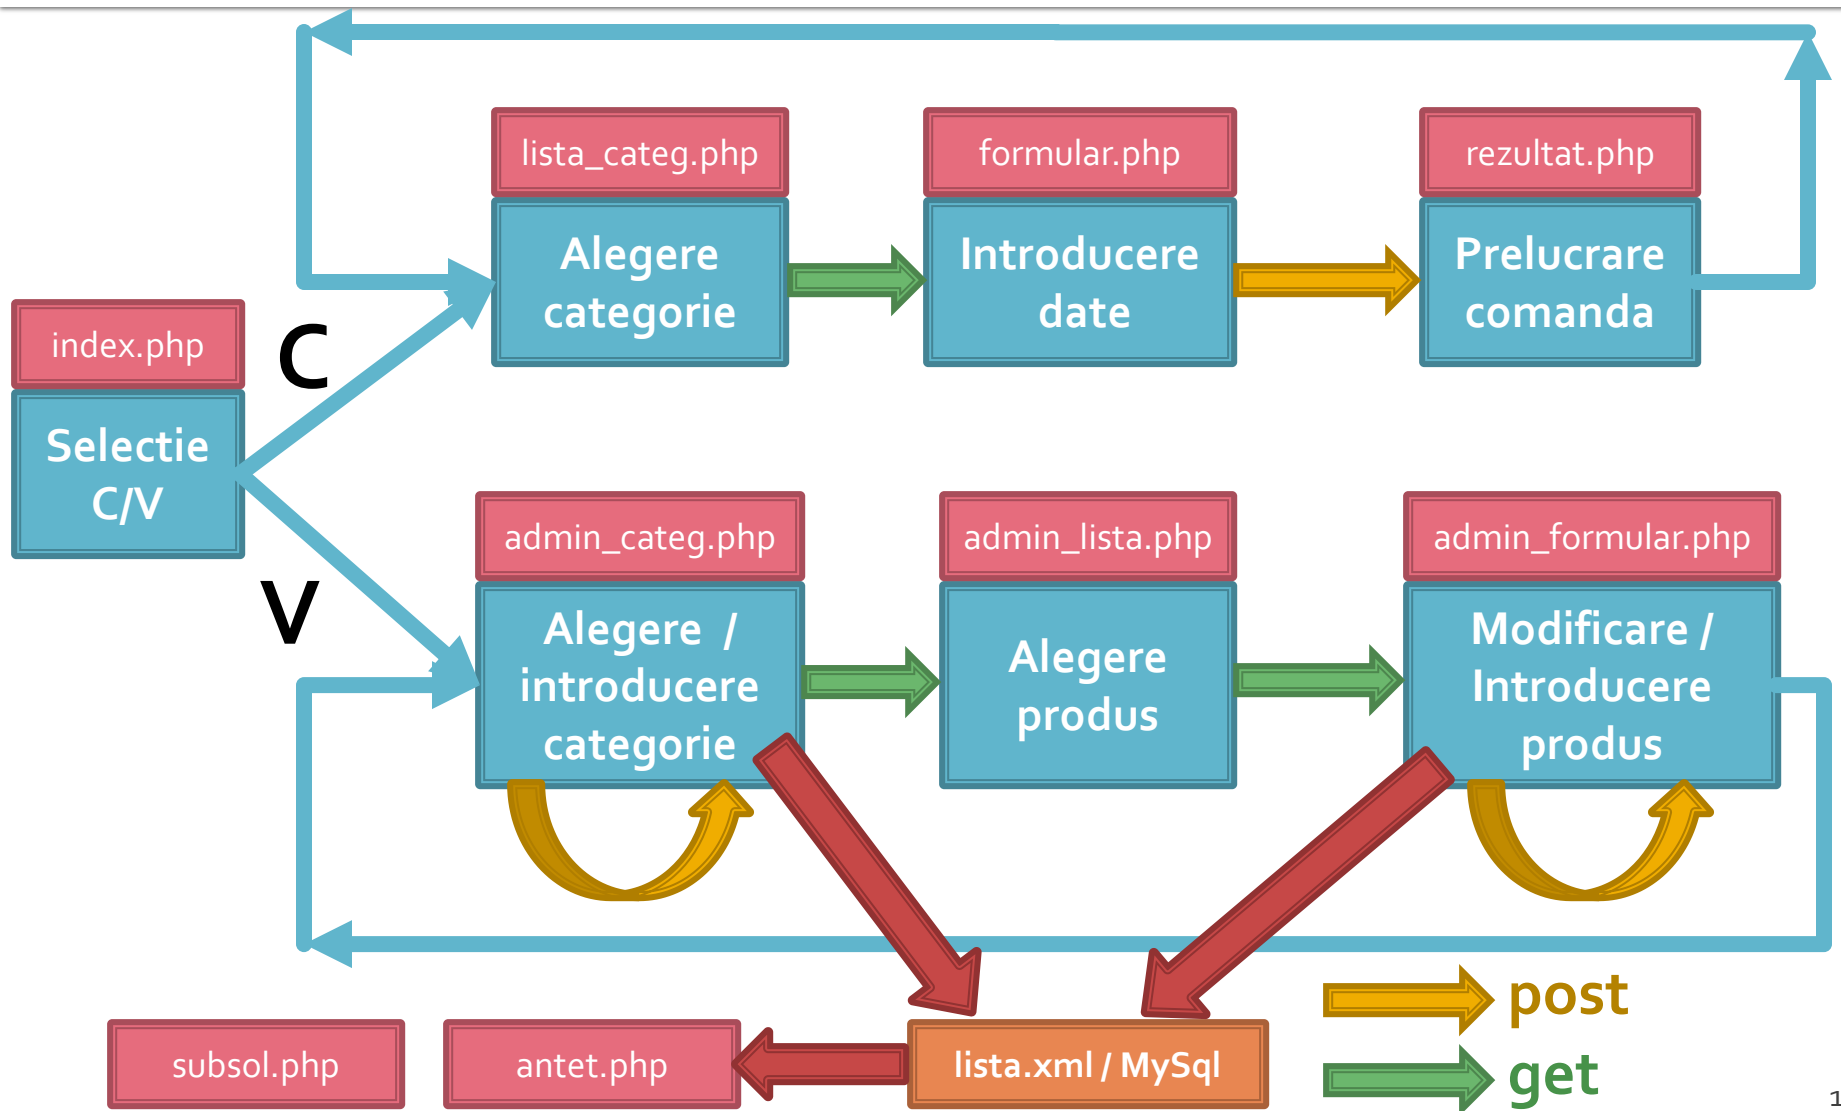 lista_categ.php
formular.php
rezultat.php
Alegere
categorie
Introducere
date
Prelucrare
comanda
index.php
C
Selectie
C/V
V
admin_categ.php
admin_lista.php
admin_formular.php
Alegere /
introducere
categorie
Alegere
produs
Modificare /
Introducere
produs
post
subsol.php
antet.php
lista.xml / MySql
get
1